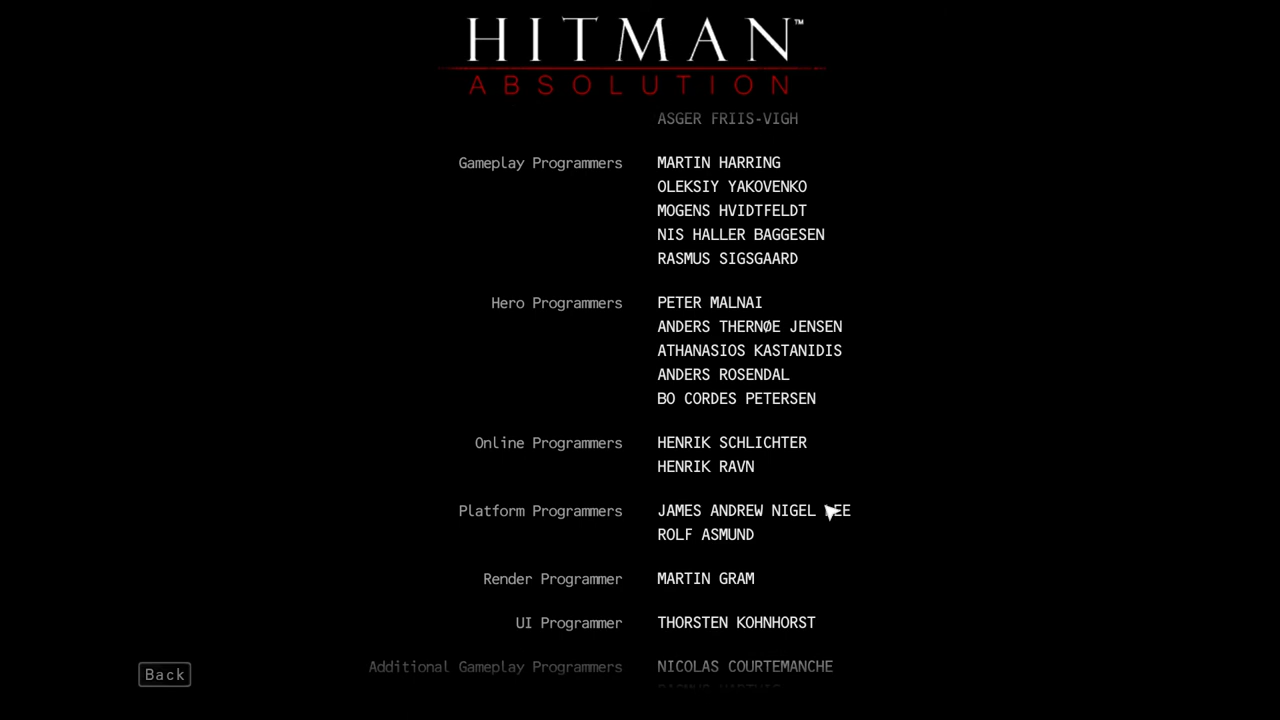 HITMAN™
ABSOLUTION
ASGER FRIIS-VIGH
Gameplay Programmers MARTIN HARRING
OLEKSIY YAKOVENKO
MOGENS HVIDTFELDT
NIS HALLER BAGGESEN
RASMUS SIGSGAARD
Hero Programmers PETER MALNAI
ANDERS THERNØE JENSEN
ATHANASIOS KASTANIDIS
ANDERS ROSENDAL
BO CORDES PETERSEN
Online Programmers HENRIK SCHLICHTER
HENRIK RAVN
Platform Programmers JAMES ANDREW NIGEL LEE
ROLF ASMUND
Render Programmer MARTIN GRAM
UI Programmer THORSTEN KOHNHORST
Additional Gameplay Programmers NICOLAS COURTEMANCHE
Back